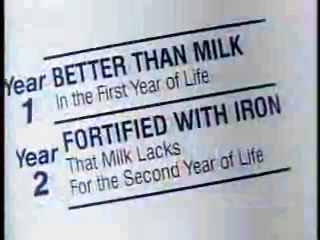 Year 1 BETTER THAN MILK
In the First Year of Life
Year 2 FORTIFIED WITH IRON
That Milk Lacks
For the Second Year of Life